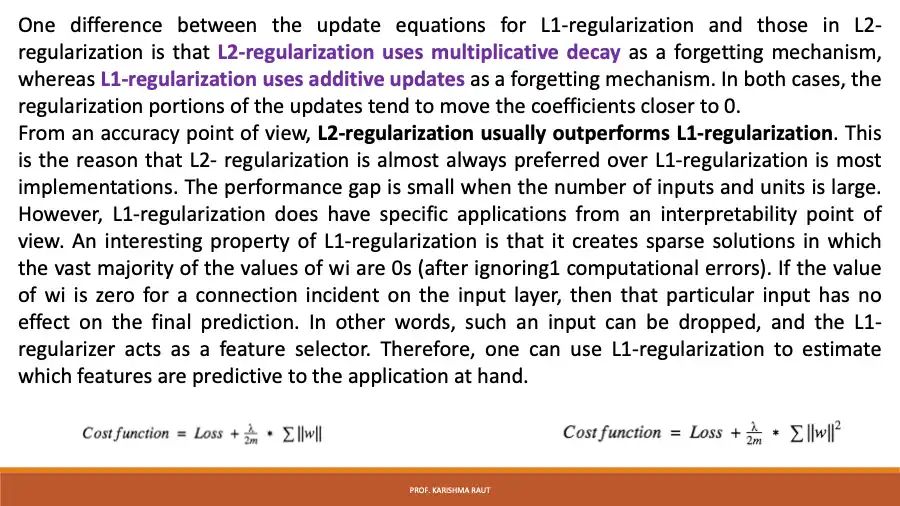 One difference between the update equations for L1-regularization and those in L2-
regularization is that L2-regularization uses multiplicative decay as a forgetting mechanism,
whereas L1-regularization uses additive updates as a forgetting mechanism. In both cases, the
regularization portions of the updates tend to move the coefficients closer to 0.
From an accuracy point of view, L2-regularization usually outperforms L1-regularization. This
is the reason that L2- regularization is almost always preferred over L1-regularization is most
implementations. The performance gap is small when the number of inputs and units is large.
However, L1-regularization does have specific applications from an interpretability point of
view. An interesting property of L1-regularization is that it creates sparse solutions in which
the vast majority of the values of wi are 0s (after ignoring1 computational errors). If the value
of wi is zero for a connection incident on the input layer, then that particular input has no
effect on the final prediction. In other words, such an input can be dropped, and the L1-
regularizer acts as a feature selector. Therefore, one can use L1-regularization to estimate
which features are predictive to the application at hand.
Cost function = Loss + λ/2m * ∑||w||
Cost function = Loss + λ/2m * ∑||w||²
PROF. KARISHMA RAUT